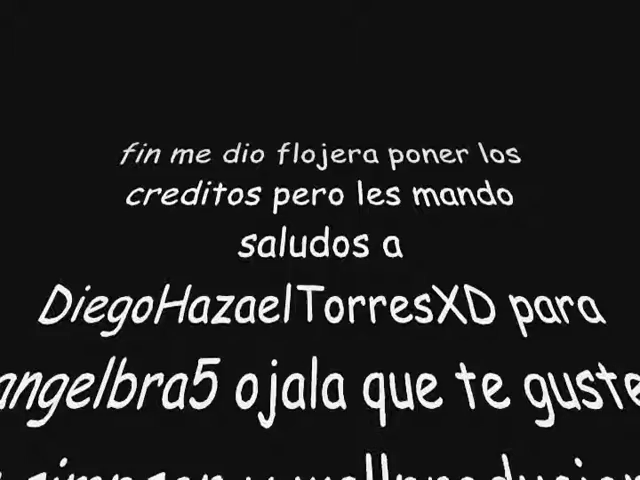 fin me dio flojera poner los
creditos pero les mando
saludos a
DiegoHazaelTorresXD para
angelbra5 ojala que te guste
y